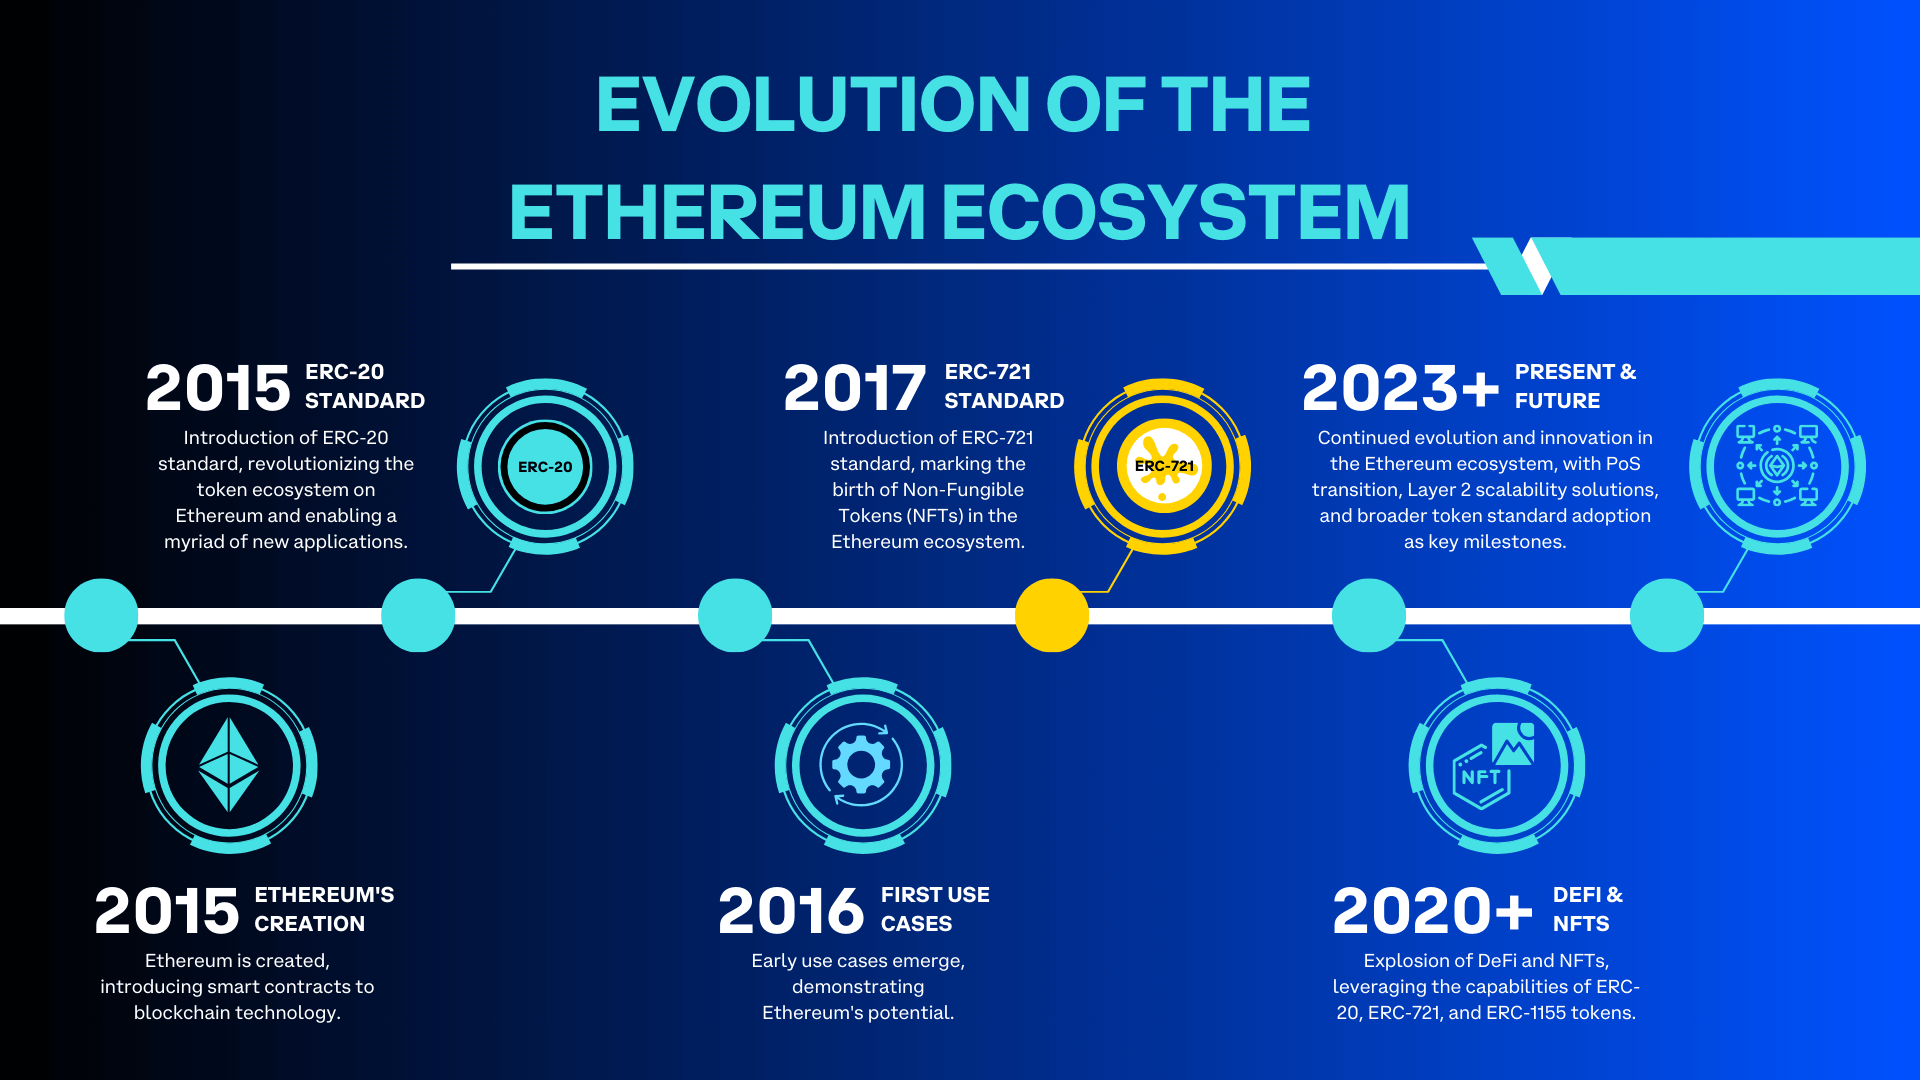 EVOLUTION OF THE
ETHEREUM ECOSYSTEM
2015 ERC-20
STANDARD
Introduction of ERC-20
standard, revolutionizing the
token ecosystem on
Ethereum and enabling a
myriad of new applications.
ERC-20
2017 ERC-721
STANDARD
Introduction of ERC-721
standard, marking the
birth of Non-Fungible
Tokens (NFTs) in the
Ethereum ecosystem.
ERC-721
2023+ PRESENT &
FUTURE
Continued evolution and innovation in
the Ethereum ecosystem, with PoS
transition, Layer 2 scalability solutions,
and broader token standard adoption
as key milestones.
2015 ETHEREUM'S
CREATION
Ethereum is created,
introducing smart contracts to
blockchain technology.
2016 FIRST USE
CASES
Early use cases emerge,
demonstrating
Ethereum's potential.
NFT
2020+ DEFI &
NFTS
Explosion of DeFi and NFTs,
leveraging the capabilities of ERC-
20, ERC-721, and ERC-1155 tokens.